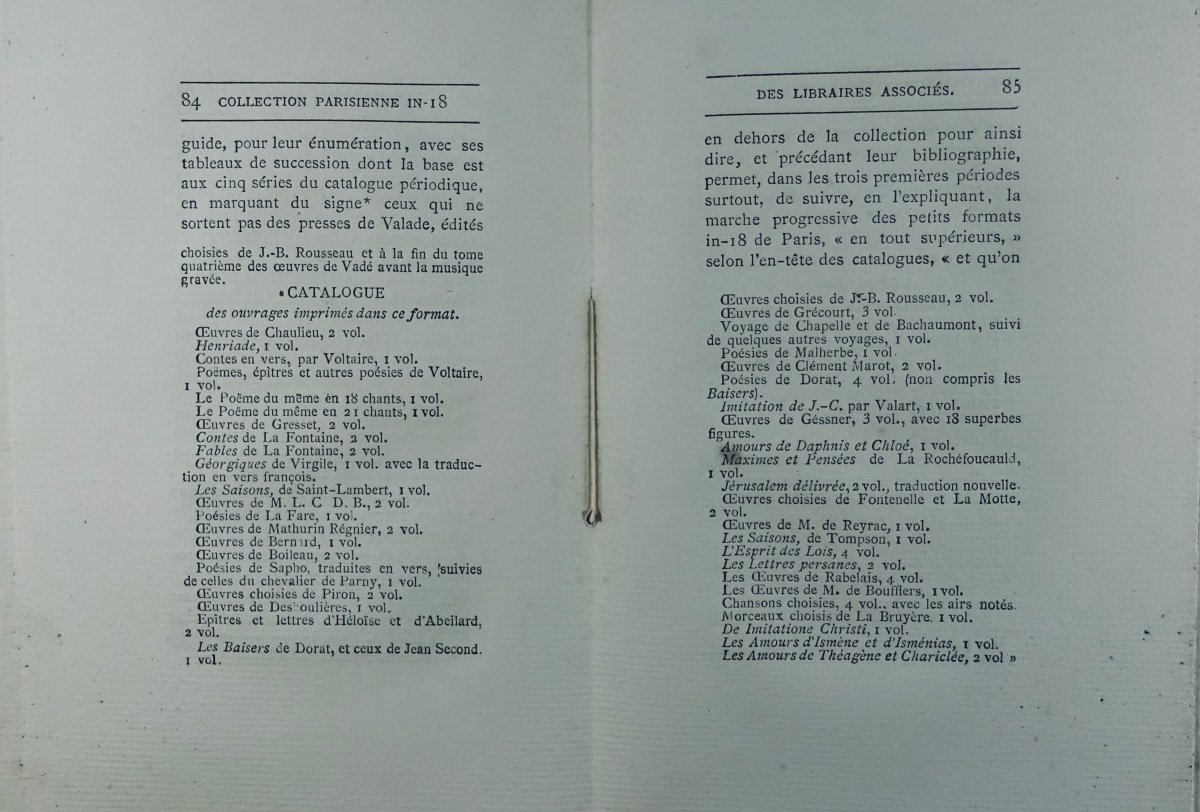 84 COLLECTION PARISIENNE IN-18
guide, pour leur énumération, avec ses
tableaux de succession dont la base est
aux cinq séries du catalogue périodique,
en marquant du signe* ceux qui ne
sortent pas des presses de Valade, édités
choisies de J.-B. Rousseau et à la fin du tome
quatrième des œuvres de Vadé avant la musique
gravée.
« CATALOGUE
des ouvrages imprimés dans ce format.
Œuvres de Chaulieu, 2 vol.
Henriade, 1 vol.
Contes en vers, par Voltaire, 1 vol.
Poëmes, épîtres et autres poésies de Voltaire,
1 vol.
Le Poëme du même en 18 chants, 1 vol.
Le Poëme du même en 21 chants, 1 vol.
Œuvres de Gresset, 2 vol.
Contes de La Fontaine, 2 vol.
Fables de La Fontaine, 2 vol.
Géorgiques de Virgile, 1 vol. avec la traduc-
tion en vers françois.
Les Saisons, de Saint-Lambert, 1 vol.
Œuvres de M. L. C D. B., 2 vol.
Poésies de La Fare, 1 vol.
Œuvres de Mathurin Régnier, 2 vol.
Œuvres de Bernard, 1 vol.
Œuvres de Boileau, 2 vol.
Poésies de Sapho, traduites en vers, suivies
de celles du chevalier de Parny, 1 vol.
Œuvres choisies de Piron, 2 vol.
Œuvres de Des oulières, 1 vol.
Epîtres et lettres d'Héloïse et d'Abeilard,
2 vol.
Les Baisers de Dorat, et ceux de Jean Second.
1 vol.
DES LIBRAIRES ASSOCIÉS. 85
en dehors de la collection pour ainsi
dire, et précédant leur bibliographie,
permet, dans les trois premières périodes
surtout, de suivre, en l'expliquant, la
marche progressive des petits formats
in-18 de Paris, « en tout supérieurs, »
selon l'en-tête des catalogues, « et qu'on
Œuvres choisies de J.-B. Rousseau, 2 vol.
Œuvres de Grécourt, 3 vol
Voyage de Chapelle et de Bachaumont, suivi
de quelques autres voyages, 1 vol.
Poésies de Malherbe, 1 vol.
Œuvres de Clément Marot, 2 vol.
Poésies de Dorat, 4 vol. (non compris les
Baisers).
Imitation de J.-C. par Valart, 1 vol.
Œuvres de Géssner, 3 vol., avec 18 superbes
figures.
Amours de Daphnis et Chloé, 1 vol.
Maximes et Pensées de La Rochéfoucauld,
1 vol.
Jérusalem délivrée, 2 vol., traduction nouvelle.
Œuvres choisies de Fontenelle et La Motte,
2 vol.
Œuvres de M. de Reyrac, 1 vol.
Les Saisons, de Tompson, 1 vol.
L'Esprit des Lois, 4 vol.
Les Lettres persanes, 2 vol.
Les Œuvres de Rabelais, 4 vol.
Les Œuvres de M. de Boufflers, 1 vol.
Chansons choisies, 4 vol., avec les airs notés.
Morceaux choisis de La Bruyère. 1 vol.
De Imitatione Christi, 1 vol.
Les Amours d'Ismène et d'Isménias, 1 vol.
Les Amours de Théagène et Chariclée, 2 vol »